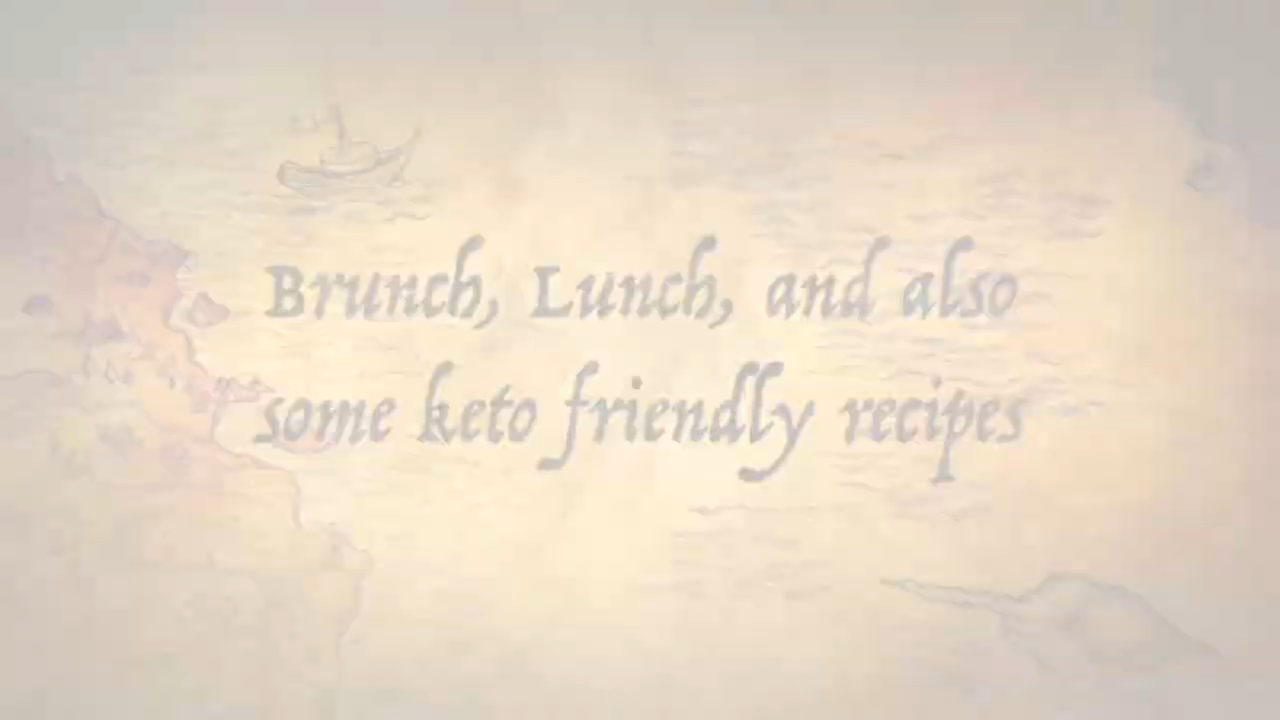 Brunch, Lunch, and also
some keto friendly recipes